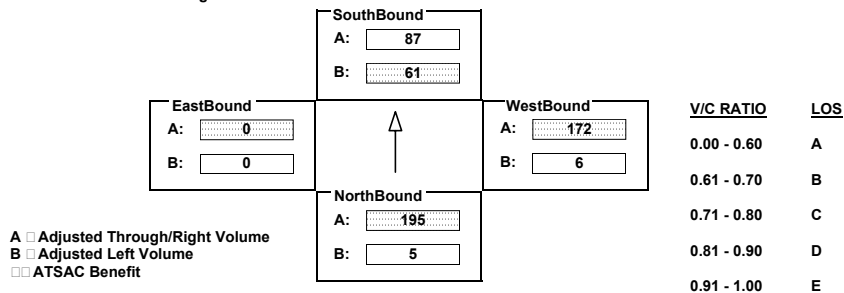 SouthBound
A: 87
B: 61
EastBound
A: 0
B: 0
WestBound
A: 172
B: 6
NorthBound
A: 195
B: 5
A □ Adjusted Through/Right Volume
B □ Adjusted Left Volume
□□ ATSAC Benefit
V/C RATIO LOS
0.00 - 0.60 A
0.61 - 0.70 B
0.71 - 0.80 C
0.81 - 0.90 D
0.91 - 1.00 E